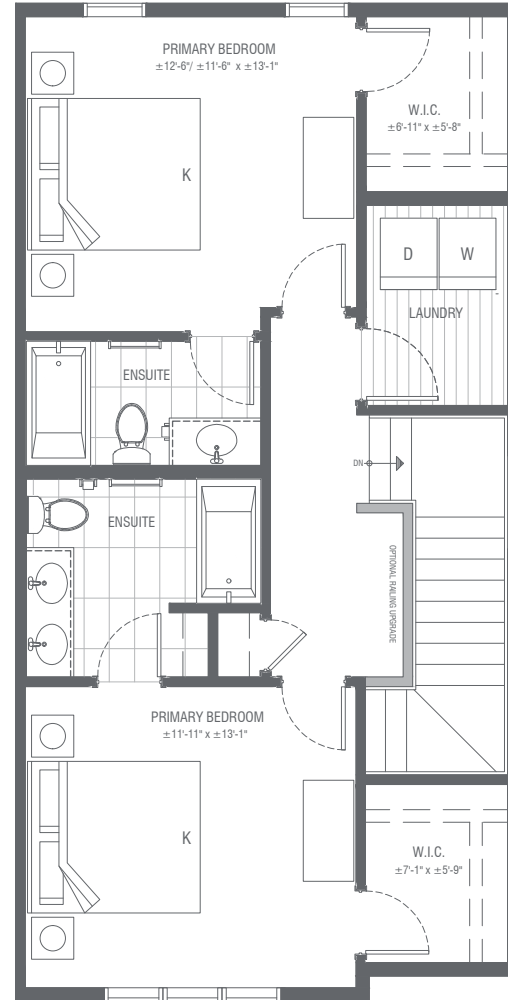 PRIMARY BEDROOM
±12'-6"/ ±11'-6" x ±13'-1"
W.I.C.
±6'-11" x ±5'-8"
K
D
W
LAUNDRY
ENSUITE
DN
ENSUITE
OPTIONAL RAILING UPGRADE
PRIMARY BEDROOM
±11'-11" x ±13'-1"
K
W.I.C.
±7'-1" x ±5'-9"